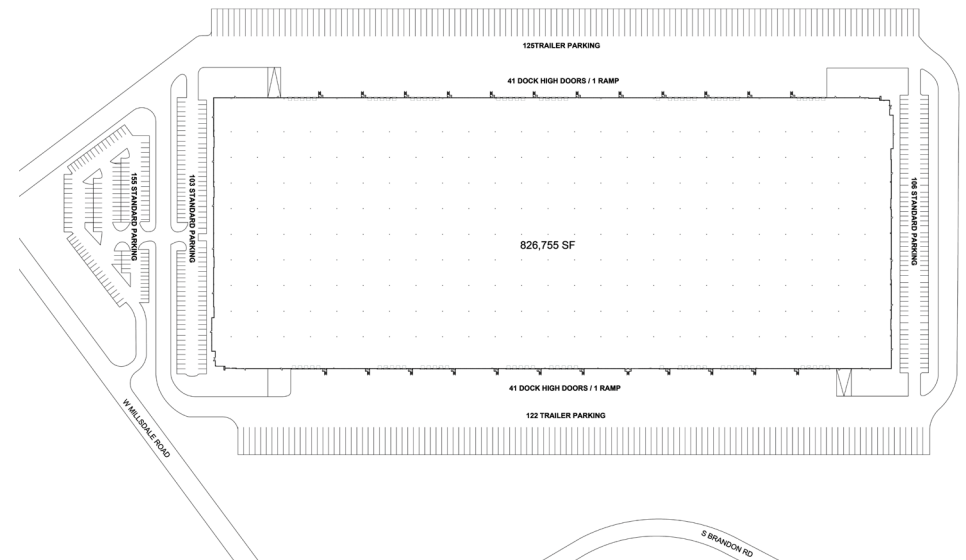 125TRAILER PARKING
41 DOCK HIGH DOORS / 1 RAMP
155 STANDARD PARKING
103 STANDARD PARKING
106 STANDARD PARKING
826,755 SF
41 DOCK HIGH DOORS / 1 RAMP
122 TRAILER PARKING
W MILLSDALE ROAD
S BRANDON RD